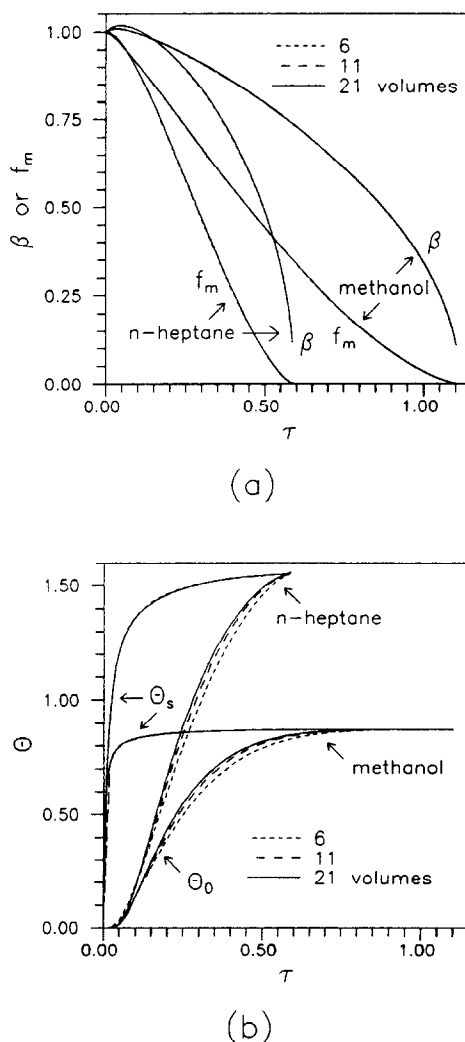 β or f_m
1.00
0.75
0.50
0.25
0.00
6
11
21 volumes
β
methanol
f_m
f_m
n-heptane
β
0.00 0.50 1.00
τ
(a)
Θ
1.50
1.00
0.50
0.00
n-heptane
Θ_s
methanol
Θ_0
6
11
21 volumes
0.00 0.50 1.00
τ
(b)